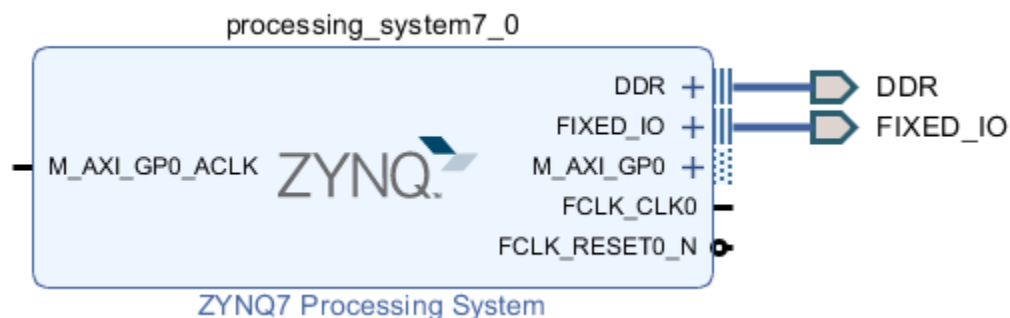 processing_system7_0
DDR
DDR
FIXED_IO
FIXED_IO
M_AXI_GP0_ACLK
ZYNQ
M_AXI_GP0
FCLK_CLK0
FCLK_RESET0_N
ZYNQ7 Processing System